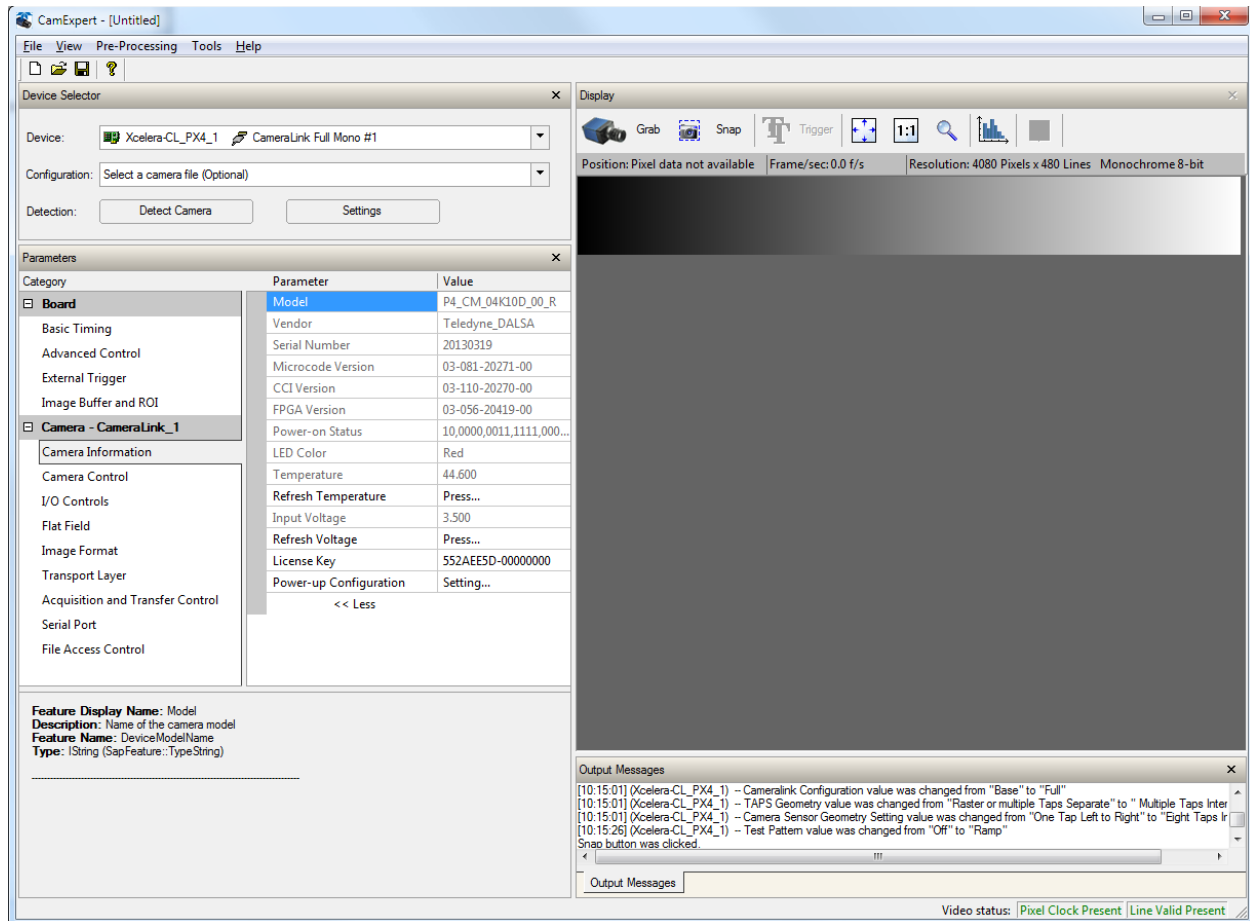 CamExpert - [Untitled]
File View Pre-Processing Tools Help
Device Selector
Device: Xcelera-CL_PX4_1 CameraLink Full Mono #1
Configuration: Select a camera file (Optional)
Detection: Detect Camera Settings
Parameters
Category Parameter Value
Board
Basic Timing
Advanced Control
External Trigger
Image Buffer and ROI
Camera - CameraLink_1
Camera Information
Camera Control
I/O Controls
Flat Field
Image Format
Transport Layer
Acquisition and Transfer Control
Serial Port
File Access Control
Model P4_CM_04K10D_00_R
Vendor Teledyne_DALSA
Serial Number 20130319
Microcode Version 03-081-20271-00
CCI Version 03-110-20270-00
FPGA Version 03-056-20419-00
Power-on Status 10,0000,0011,1111,000...
LED Color Red
Temperature 44.600
Refresh Temperature Press...
Input Voltage 3.500
Refresh Voltage Press...
License Key 552AEE5D-00000000
Power-up Configuration Setting...
<< Less
Feature Display Name: Model
Description: Name of the camera model
Feature Name: DeviceModelName
Type: IString (SapFeature::TypeString)
Display
Grab Snap Trigger 1:1
Position: Pixel data not available Frame/sec: 0.0 f/s Resolution: 4080 Pixels x 480 Lines Monochrome 8-bit
Output Messages
[10:15:01] (Xcelera-CL_PX4_1) -- Cameralink Configuration value was changed from "Base" to "Full"
[10:15:01] (Xcelera-CL_PX4_1) -- TAPS Geometry value was changed from "Raster or multiple Taps Separate" to " Multiple Taps Inter
[10:15:01] (Xcelera-CL_PX4_1) -- Camera Sensor Geometry Setting value was changed from "One Tap Left to Right" to "Eight Taps Ir
[10:15:26] (Xcelera-CL_PX4_1) -- Test Pattern value was changed from "Off" to "Ramp"
Snap button was clicked.
Output Messages
Video status: Pixel Clock Present Line Valid Present